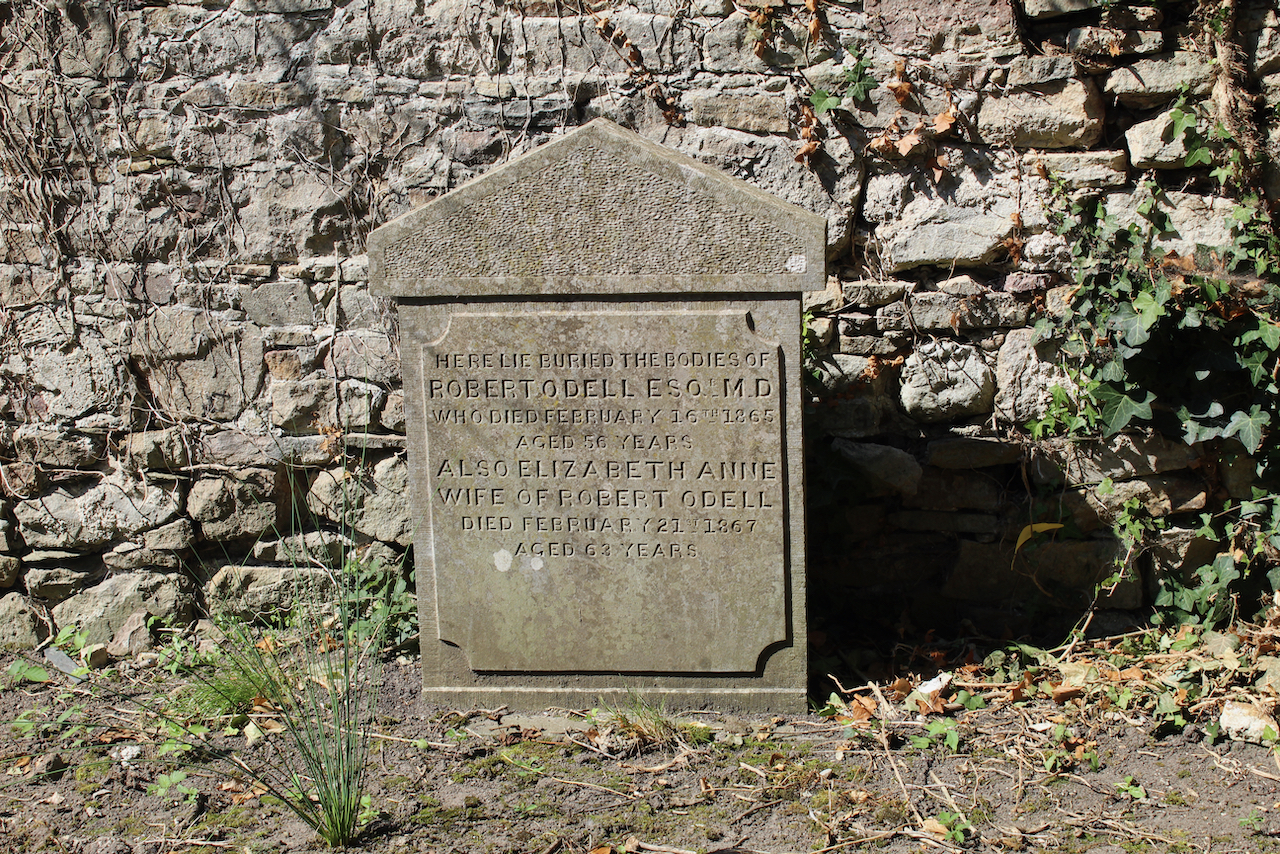 HERE LIE BURIED THE BODIES OF
ROBERT ODELL ESQR. M.D
WHO DIED FEBRUARY 16TH 1865
AGED 56 YEARS
ALSO ELIZABETH ANNE
WIFE OF ROBERT ODELL
DIED FEBRUARY 21ST 1867
AGED 63 YEARS